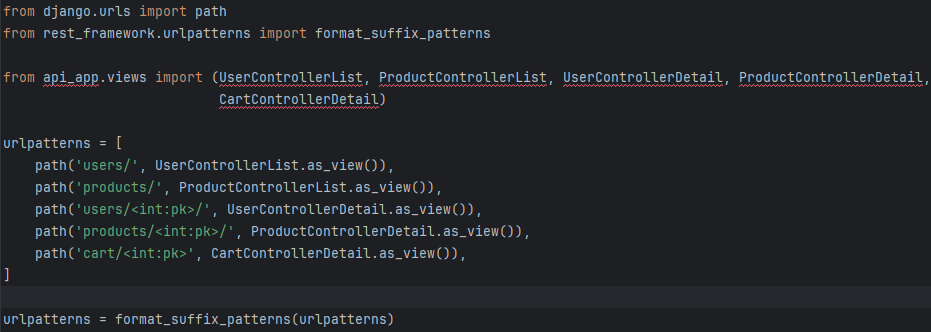 from django.urls import path
from rest_framework.urlpatterns import format_suffix_patterns
from api_app.views import (UserControllerList, ProductControllerList, UserControllerDetail, ProductControllerDetail,
CartControllerDetail)
urlpatterns = [
path('users/', UserControllerList.as_view()),
path('products/', ProductControllerList.as_view()),
path('users/<int:pk>/', UserControllerDetail.as_view()),
path('products/<int:pk>/', ProductControllerDetail.as_view()),
path('cart/<int:pk>', CartControllerDetail.as_view()),
]
urlpatterns = format_suffix_patterns(urlpatterns)